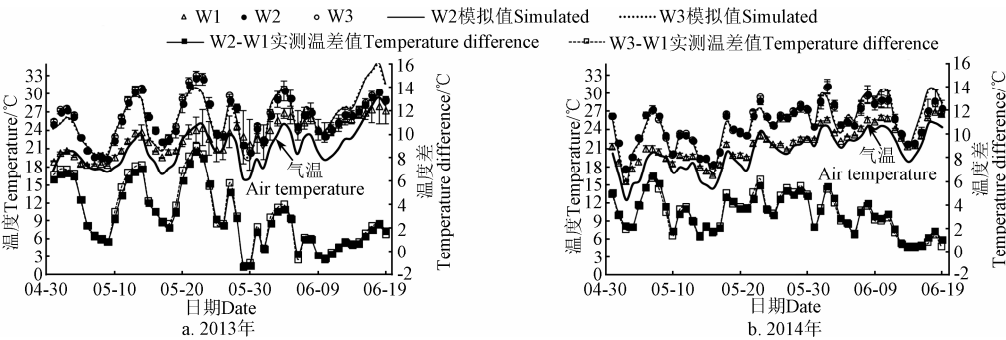 W1 W2 W3 W2模拟值Simulated W3模拟值Simulated
W2-W1实测温差值Temperature difference W3-W1实测温差值Temperature difference
温度Temperature/℃
33
30
27
24
21
18
15
12
9
6
3
0
气温
Air temperature
16
14
12
10
8
6
4
2
0
-2
温度差
Temperature difference/℃
04-30 05-10 05-20 05-30 06-09 06-19
日期Date
a. 2013年
温度Temperature/℃
33
30
27
24
21
18
15
12
9
6
3
0
气温
Air temperature
16
14
12
10
8
6
4
2
0
-2
温度差
Temperature difference/℃
04-30 05-10 05-20 05-30 06-09 06-19
日期Date
b. 2014年